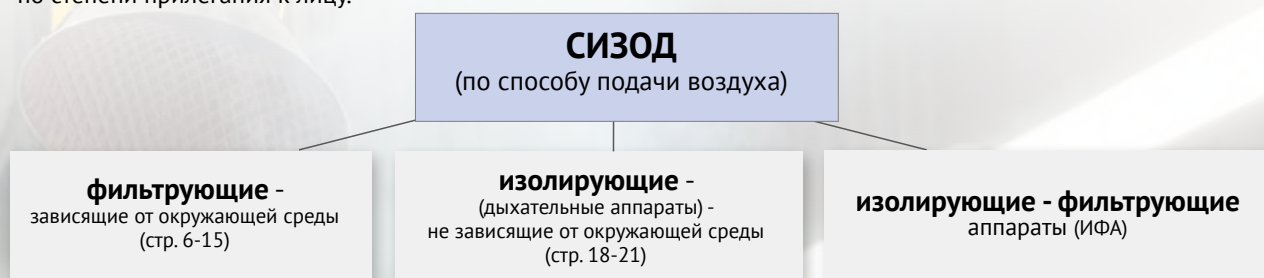 по степени прилегания к лицу.
СИЗОД
(по способу подачи воздуха)
фильтрующие -
зависящие от окружающей среды
(стр. 6-15)
изолирующие -
(дыхательные аппараты) -
не зависящие от окружающей среды
(стр. 18-21)
изолирующие - фильтрующие
аппараты (ИФА)